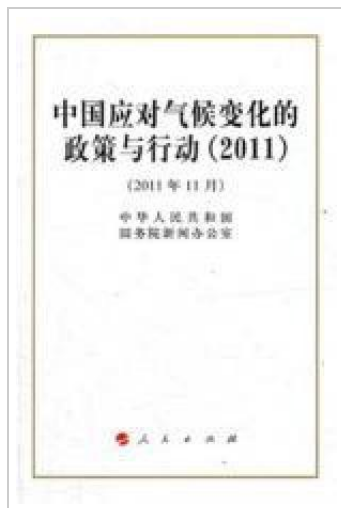 中国应对气候变化的
政策与行动(2011)
(2011年11月)
中华人民共和国
国务院新闻办公室
人民出版社